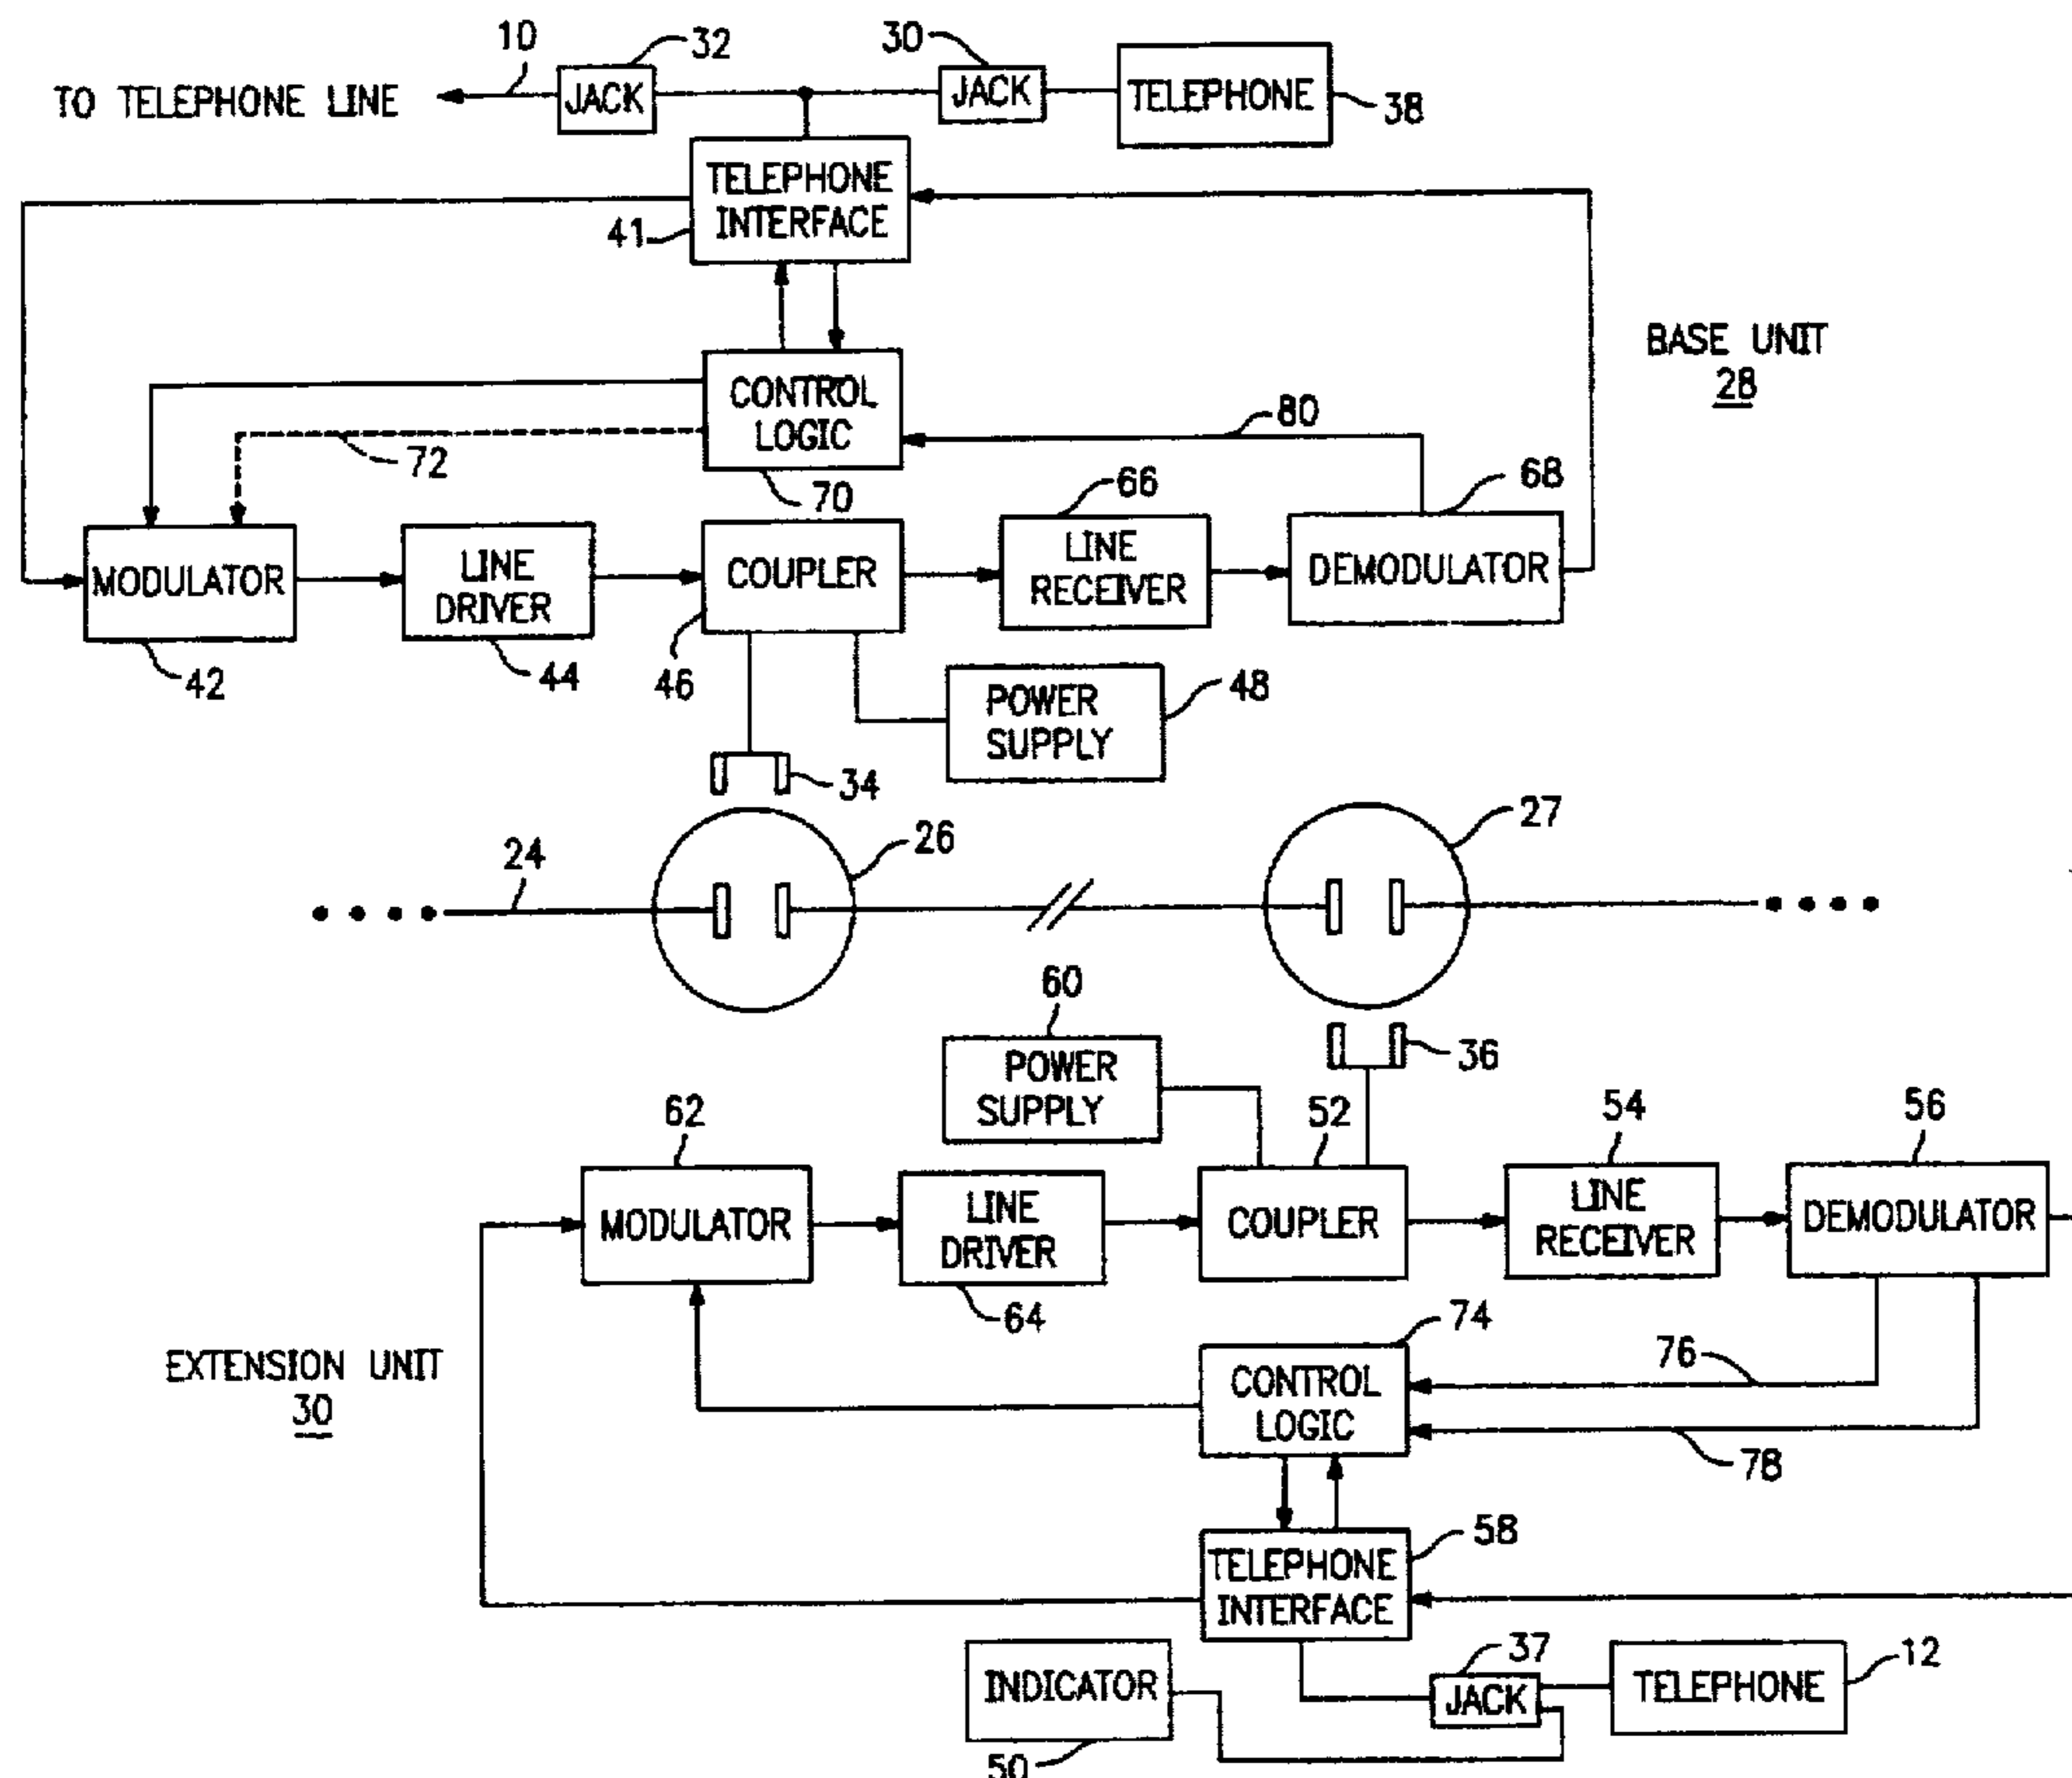 10
32
30
TO TELEPHONE LINE
JACK
JACK
TELEPHONE
38
TELEPHONE
INTERFACE
41
BASE UNIT
28
CONTROL
LOGIC
80
72
70
66
68
MODULATOR
LINE
DRIVER
COUPLER
LINE
RECEIVER
DEMODULATOR
42
44
46
POWER
SUPPLY
48
34
24
26
27
60
POWER
SUPPLY
36
62
52
54
56
MODULATOR
LINE
DRIVER
COUPLER
LINE
RECEIVER
DEMODULATOR
64
74
EXTENSION UNIT
30
CONTROL
LOGIC
76
78
TELEPHONE
INTERFACE
58
INDICATOR
37
JACK
TELEPHONE
12
50